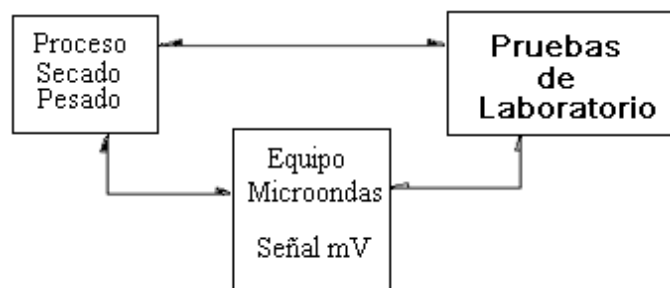 Proceso
Secado
Pesado
Pruebas
de
Laboratorio
Equipo
Microondas
Señal mV